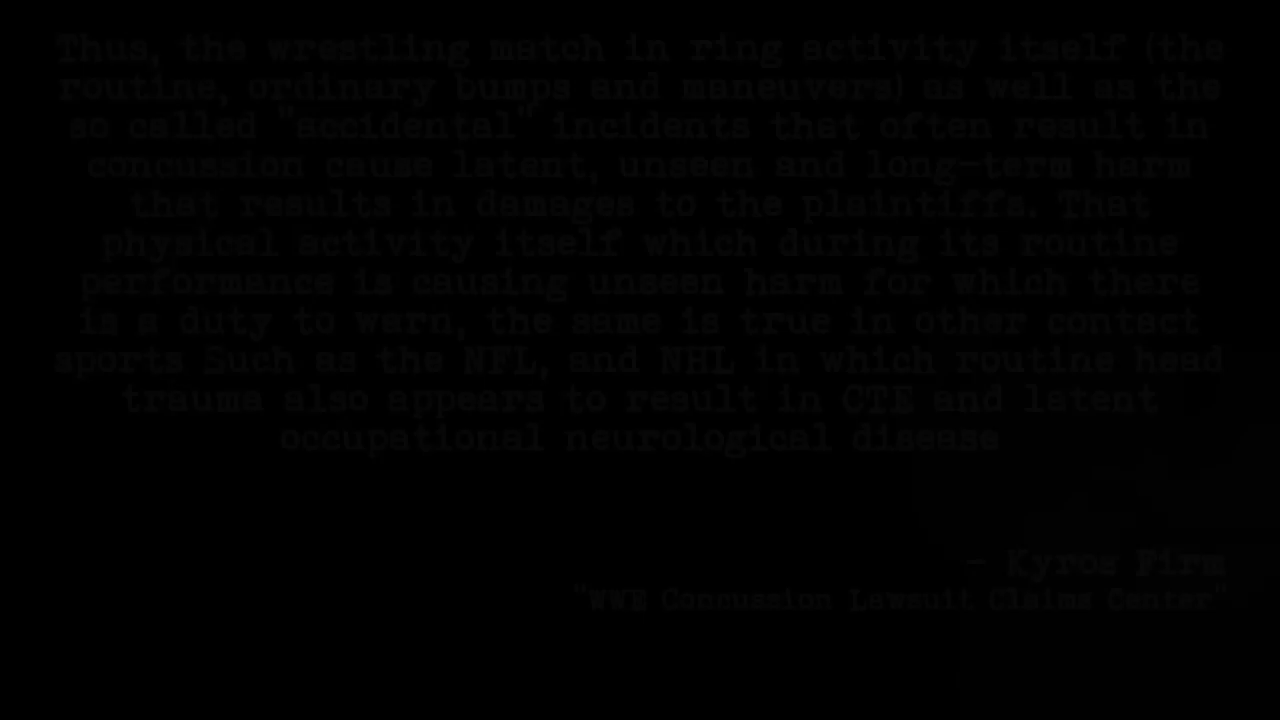 Thus, the wrestling match in ring activity itself (the
routine, ordinary bumps and maneuvers) as well as the
so called "accidental" incidents that often result in
concussion cause latent, unseen and long-term harm
that results in damages to the plaintiffs. That
physical activity itself which during its routine
performance is causing unseen harm for which there
is a duty to warn, the same is true in other contact
sports Such as the NFL, and NHL in which routine head
trauma also appears to result in CTE and latent
occupational neurological disease
- Kyros Firm
"WWE Concussion Lawsuit Claims Center"